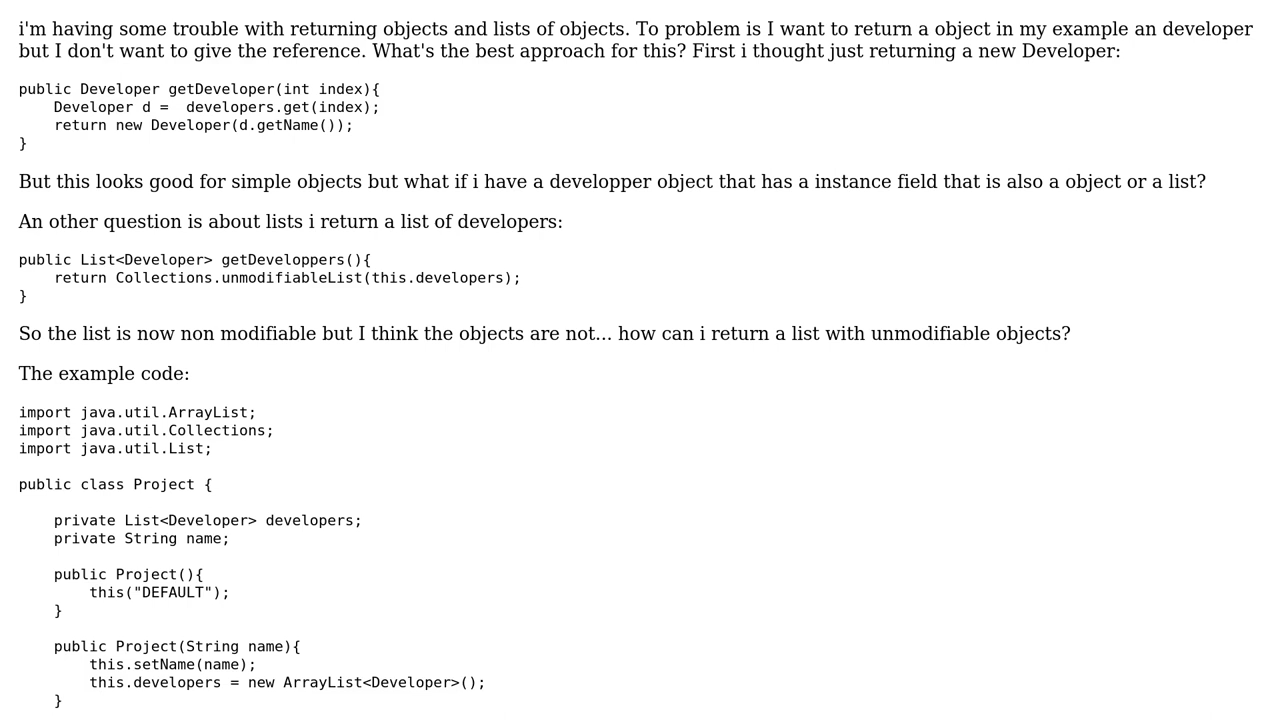 i'm having some trouble with returning objects and lists of objects. To problem is I want to return a object in my example an developer
but I don't want to give the reference. What's the best approach for this? First i thought just returning a new Developer:
public Developer getDeveloper(int index){
    Developer d =  developers.get(index);
    return new Developer(d.getName());
}
But this looks good for simple objects but what if i have a developper object that has a instance field that is also a object or a list?
An other question is about lists i return a list of developers:
public List<Developer> getDeveloppers(){
    return Collections.unmodifiableList(this.developers);
}
So the list is now non modifiable but I think the objects are not... how can i return a list with unmodifiable objects?
The example code:
import java.util.ArrayList;
import java.util.Collections;
import java.util.List;
public class Project {
    private List<Developer> developers;
    private String name;
    public Project(){
        this("DEFAULT");
    }
    public Project(String name){
        this.setName(name);
        this.developers = new ArrayList<Developer>();
    }